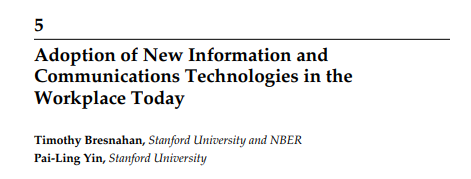 5
Adoption of New Information and
Communications Technologies in the
Workplace Today
Timothy Bresnahan, Stanford University and NBER
Pai-Ling Yin, Stanford University